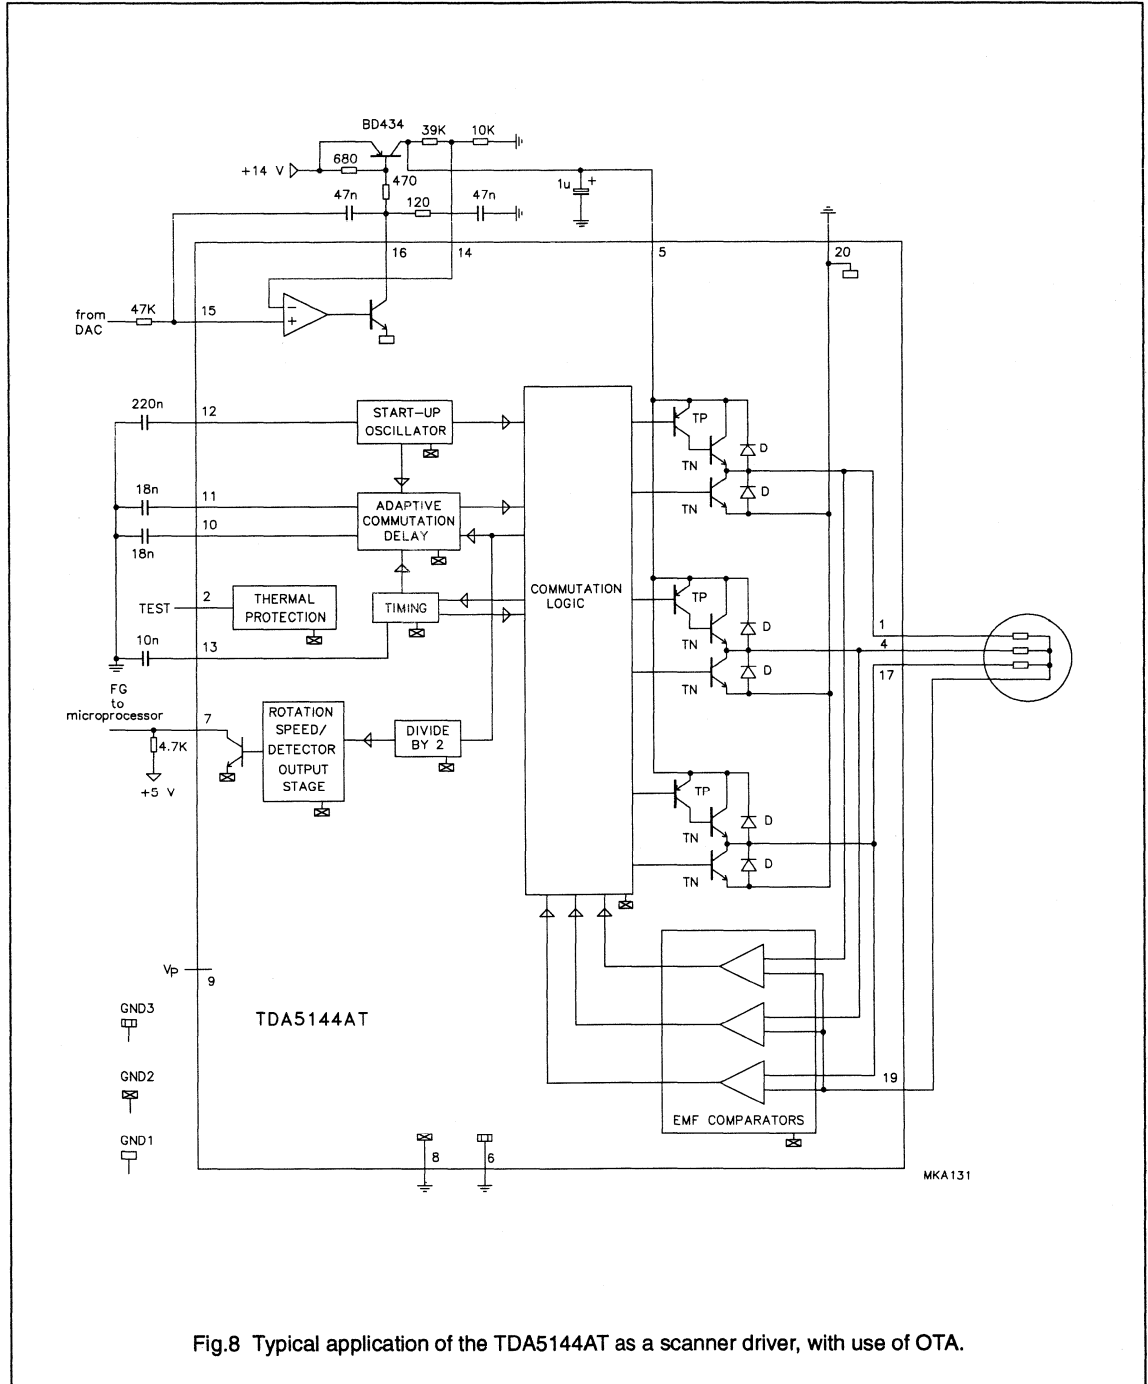 BD434
39K
10K
+14 V
680
470
1u
+
47n
120
47n
16
14
5
20
from
DAC
47K
15
−
+
220n
12
START–UP
OSCILLATOR
TP
D
TN
D
TN
18n
11
10
18n
ADAPTIVE
COMMUTATION
DELAY
COMMUTATION
LOGIC
TEST
2
THERMAL
PROTECTION
TIMING
TP
D
TN
D
TN
1
4
17
10n
13
FG
to
microprocessor
7
4.7K
+5 V
ROTATION
SPEED/
DETECTOR
OUTPUT
STAGE
DIVIDE
BY 2
TP
D
TN
D
TN
VP
9
TDA5144AT
GND3
GND2
GND1
19
EMF COMPARATORS
8
6
MKA131
Fig.8 Typical application of the TDA5144AT as a scanner driver, with use of OTA.